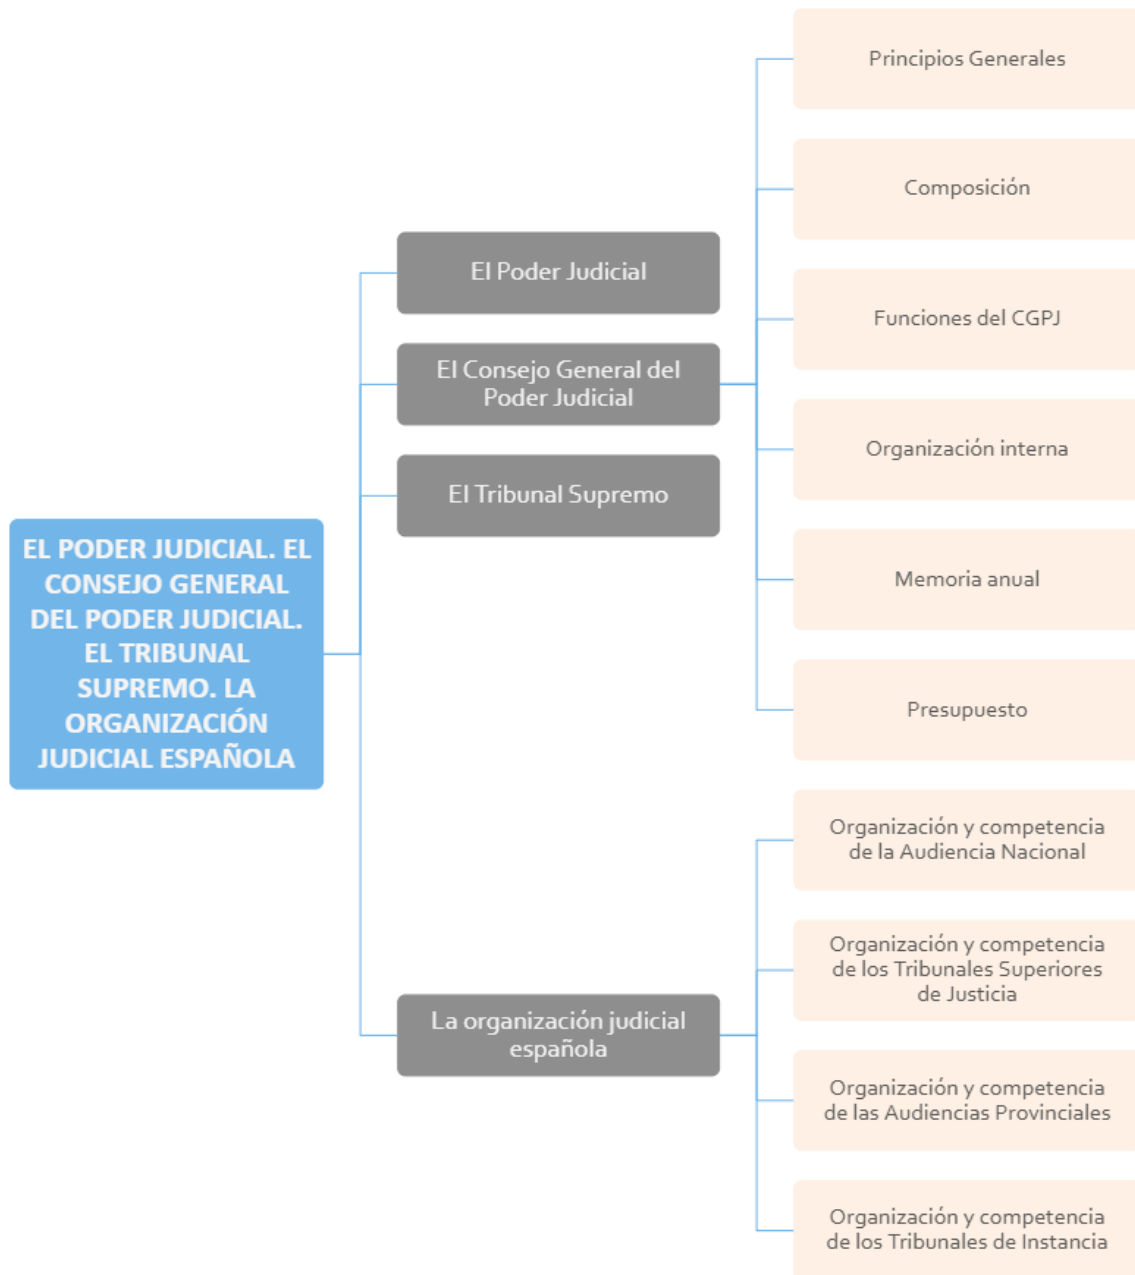 EL PODER JUDICIAL. EL
CONSEJO GENERAL
DEL PODER JUDICIAL.
EL TRIBUNAL
SUPREMO. LA
ORGANIZACIÓN
JUDICIAL ESPAÑOLA
El Poder Judicial
El Consejo General del
Poder Judicial
Principios Generales
Composición
Funciones del CGPJ
Organización interna
Memoria anual
Presupuesto
El Tribunal Supremo
La organización judicial
española
Organización y competencia
de la Audiencia Nacional
Organización y competencia
de los Tribunales Superiores
de Justicia
Organización y competencia
de las Audiencias Provinciales
Organización y competencia
de los Tribunales de Instancia